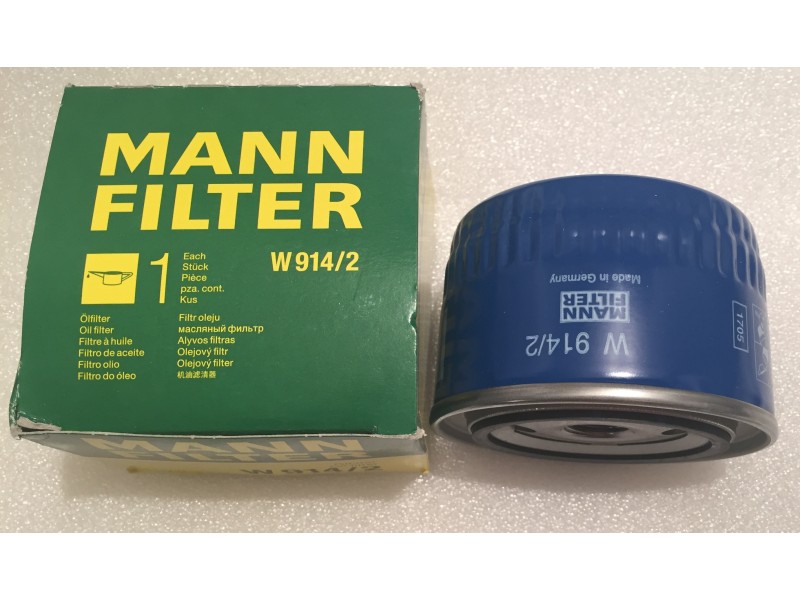 MANN
FILTER
1
Each
Stück
Pièce
pza. cont.
Kus
W 914/2
Ölfilter
Oil filter
Filtre à huile
Filtro de aceite
Filtro olio
Filtro do óleo
Filtr oleju
масляный фильтр
Alyvos filtras
Olejový filtr
Olejový filter
机油滤清器
W 914/2
W 914/2
MANN
FILTER
Made in Germany
1705